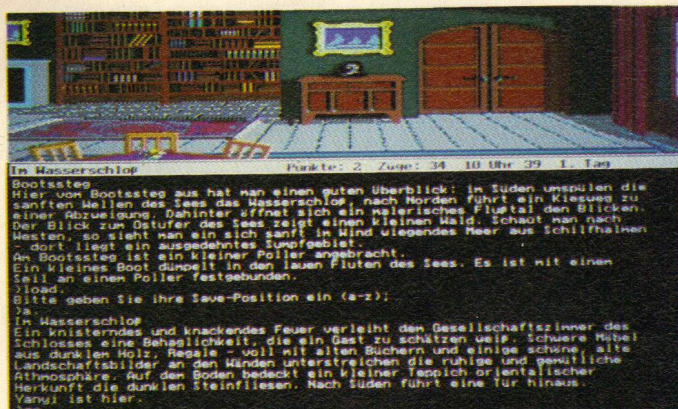 Im Wasserschloß Punkte: 2 Züge: 34 10 Uhr 39 1. Tag
Bootssteg
Hier vom Bootssteg aus hat man einen guten Überblick: im Süden umspülen die
sanften Wellen des Sees das Wasserschloß, nach Norden führt ein Kiesweg zu
einer Abzweigung. Dahinter öffnet sich ein malerisches Flußtal den Blicken.
Der Blick zum Ostufer des Sees zeigt einen kleinen Wald. Schaut man nach
Westen, so sieht man ein sich sanft im Wind wiegendes Meer aus Schilfhalmen
- dort liegt ein ausgedehntes Sumpfgebiet.
Am Bootssteg ist ein kleiner Poller angebracht.
Ein kleines Boot dümpelt in den lauen Fluten des Sees. Es ist mit einem
Seil an einem Poller festgebunden.
>load.
Bitte geben Sie ihre Save-Position ein (a-z);
>a.
Im Wasserschloß
Ein knisterndes und knackendes Feuer verleiht dem Gesellschaftszimmer des
Schlosses eine Behaglichkeit, die ein Gast zu schätzen weiß. Schwere Möbel
aus dunklem Holz, Regale - voll mit alten Büchern und einige schöne, alte
Landschaftsbilder an den Wänden unterstreichen die ruhige und gemütliche
Athmosphäre. Auf dem Boden bedeckt ein kleiner Teppich orientalischer
Herkunft die dunklen Steinfliesen. Nach Süden führt eine Tür hinaus.
Yanyi ist hier.